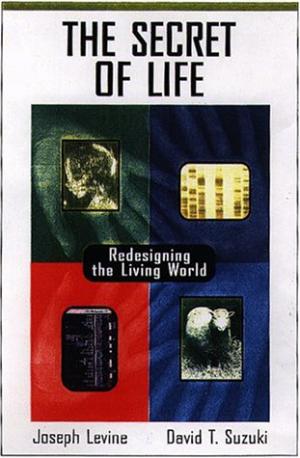 THE SECRET
OF LIFE
Redesigning
the Living World
Joseph Levine David T. Suzuki